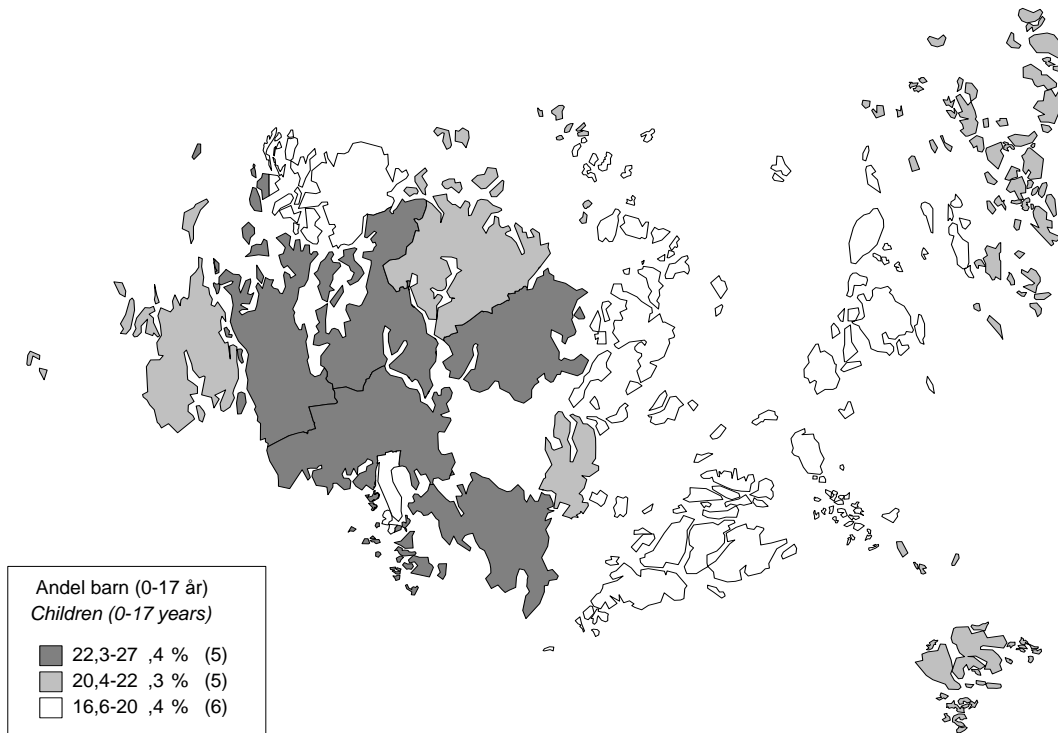 Andel barn (0-17 år)
Children (0-17 years)
22,3-27 ,4 % (5)
20,4-22 ,3 % (5)
16,6-20 ,4 % (6)